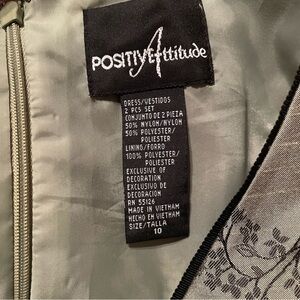 POSITIVE Attitude
DRESS/VESTIDOS
2 PCS SET
CONJUNTO DE 2 PIEZA
50% NYLON/NYLON
50% POLYESTER/
POLIESTER
LINING/FORRO
100% POLYESTER/
POLIESTER
EXCLUSIVE OF
DECORATION
EXCLUSIVO DE
DECORACION
RN 55126
MADE IN VIETNAM
HECHO EN VIETNAM
SIZE/TALLA
10